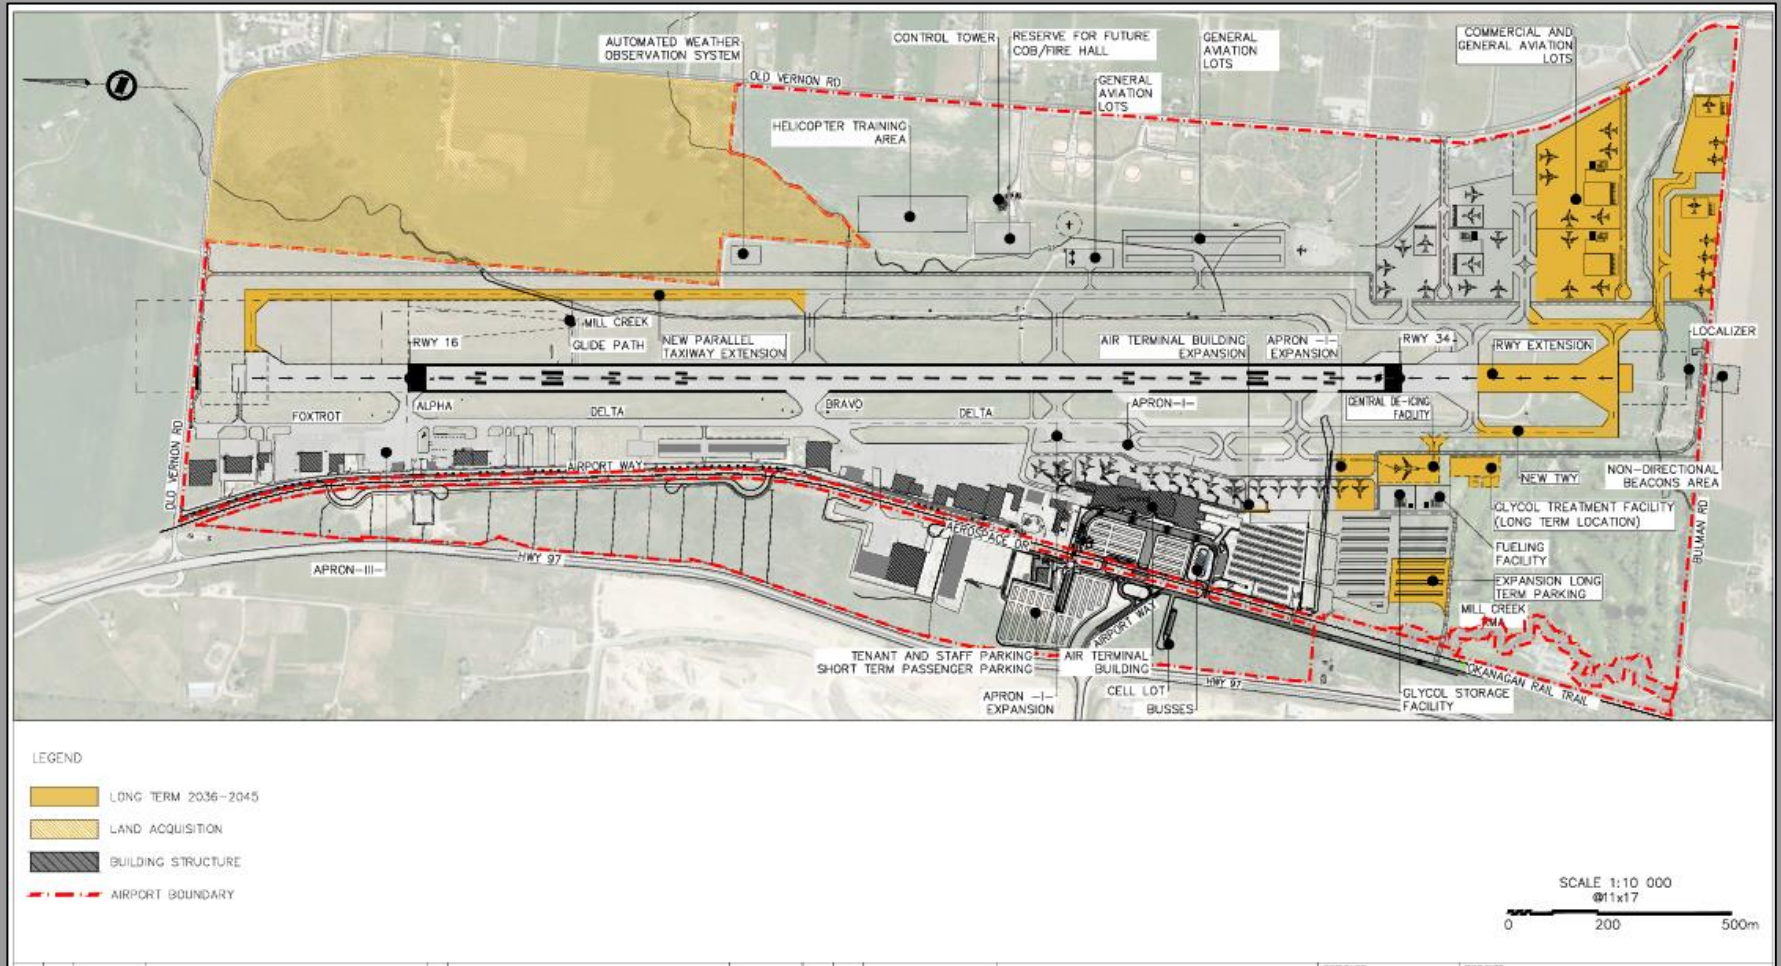 AUTOMATED WEATHER
OBSERVATION SYSTEM
CONTROL TOWER
RESERVE FOR FUTURE
COB/FIRE HALL
GENERAL
AVIATION
LOTS
COMMERCIAL AND
GENERAL AVIATION
LOTS
OLD VERNON RD
GENERAL
AVIATION
LOTS
HELICOPTER TRAINING
AREA
MILL CREEK
GLIDE PATH
RWY 16
NEW PARALLEL
TAXIWAY EXTENSION
AIR TERMINAL BUILDING
EXPANSION
APRON -I-
EXPANSION
RWY 34
RWY EXTENSION
LOCALIZER
FOXTROT
ALPHA
DELTA
BRAVO
DELTA
APRON-I-
CENTRAL DE-ICING
FACILITY
OLD VERNON RD
AIRPORT WAY
NEW TWY
NON-DIRECTIONAL
BEACONS AREA
GLYCOL TREATMENT FACILITY
(LONG TERM LOCATION)
BULMAN RD
AEROSPACE DR
HWY 97
APRON-III-
FUELING
FACILITY
EXPANSION LONG
TERM PARKING
MILL CREEK
AIRPORT WAY
TENANT AND STAFF PARKING
SHORT TERM PASSENGER PARKING
AIR TERMINAL
BUILDING
CELL LOT
BUSSES
HWY 97
APRON -I-
EXPANSION
GLYCOL STORAGE
FACILITY
OKANAGAN RAIL TRAIL
LEGEND
LONG TERM 2036-2045
LAND ACQUISITION
BUILDING STRUCTURE
AIRPORT BOUNDARY
SCALE 1:10 000
@11x17
0 200 500m